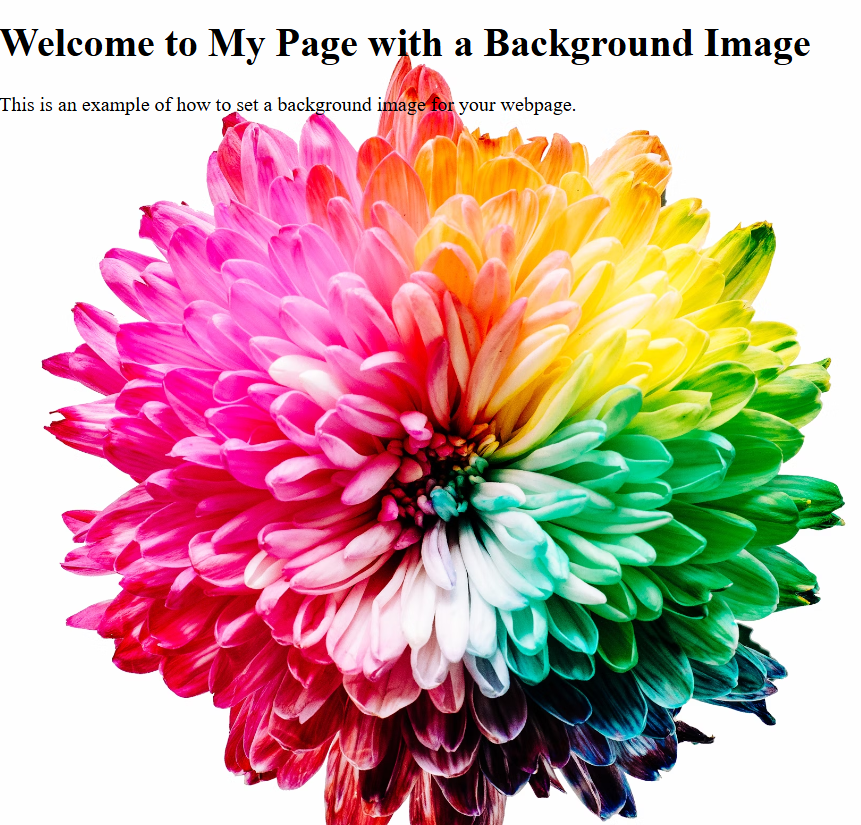 Welcome to My Page with a Background Image
This is an example of how to set a background image for your webpage.